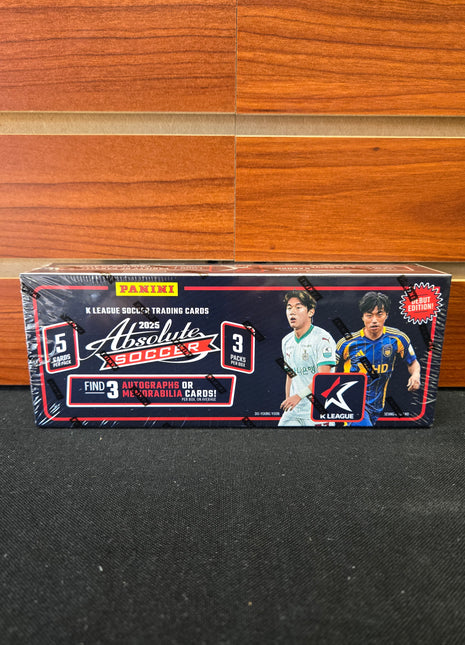 PANINI
K LEAGUE SOCCER TRADING CARDS
2025
Absolute
SOCCER
5
CARDS
PER PACK
3
PACKS
PER BOX
FIND 3 AUTOGRAPHS OR
MEMORABILIA CARDS!
PER BOX, ON AVERAGE
DEBUT
EDITION!
HD
K LEAGUE